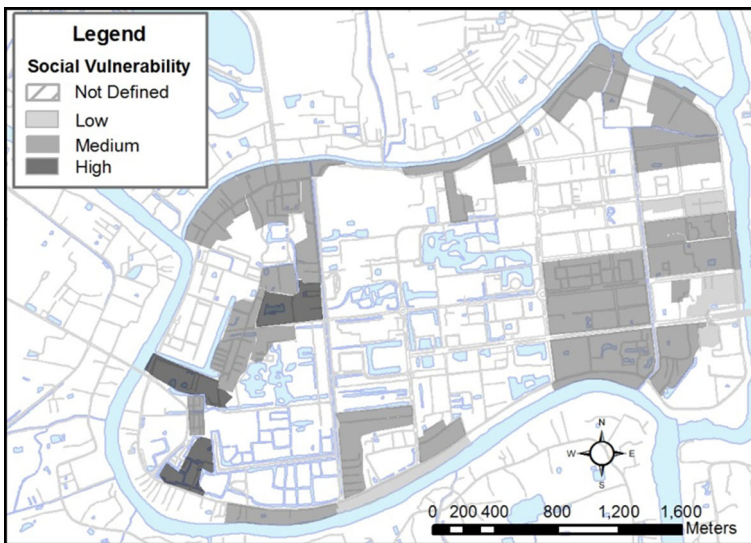 Legend
Social Vulnerability
Not Defined
Low
Medium
High
N
W E
S
0 200 400 800 1,200 1,600
Meters